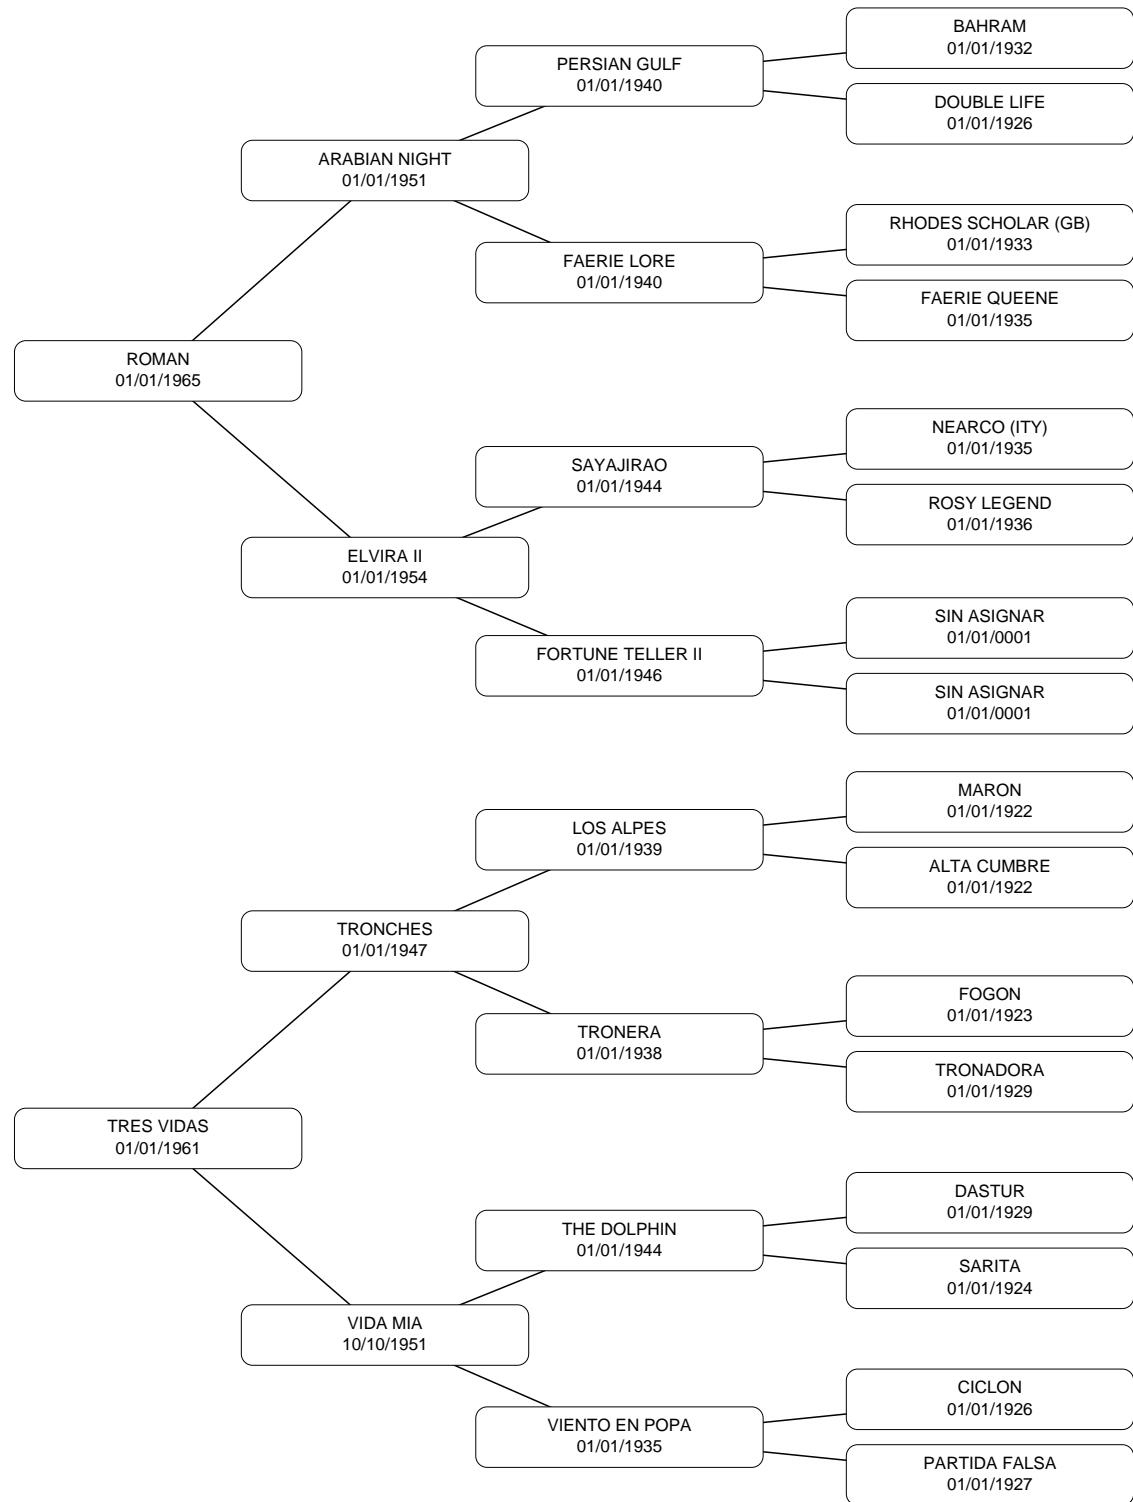 BAHRAM
01/01/1932
PERSIAN GULF
01/01/1940
DOUBLE LIFE
01/01/1926
ARABIAN NIGHT
01/01/1951
RHODES SCHOLAR (GB)
01/01/1933
FAERIE LORE
01/01/1940
FAERIE QUEENE
01/01/1935
ROMAN
01/01/1965
NEARCO (ITY)
01/01/1935
SAYAJIRAO
01/01/1944
ROSY LEGEND
01/01/1936
ELVIRA II
01/01/1954
SIN ASIGNAR
01/01/0001
FORTUNE TELLER II
01/01/1946
SIN ASIGNAR
01/01/0001
MARON
01/01/1922
LOS ALPES
01/01/1939
ALTA CUMBRE
01/01/1922
TRONCHES
01/01/1947
FOGON
01/01/1923
TRONERA
01/01/1938
TRONADORA
01/01/1929
TRES VIDAS
01/01/1961
DASTUR
01/01/1929
THE DOLPHIN
01/01/1944
SARITA
01/01/1924
VIDA MIA
10/10/1951
CICLON
01/01/1926
VIENTO EN POPA
01/01/1935
PARTIDA FALSA
01/01/1927